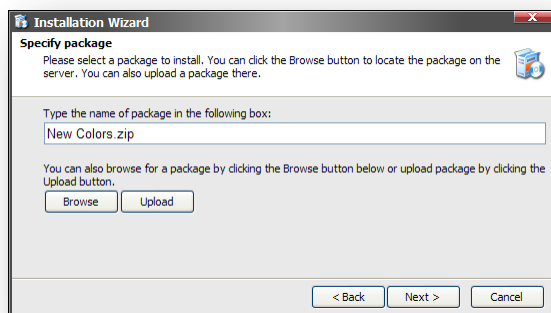 Installation Wizard
Specify package
Please select a package to install. You can click the Browse button to locate the package on the
server. You can also upload a package there.
Type the name of package in the following box:
New Colors.zip
You can also browse for a package by clicking the Browse button below or upload package by clicking the
Upload button.
Browse Upload
< Back Next > Cancel